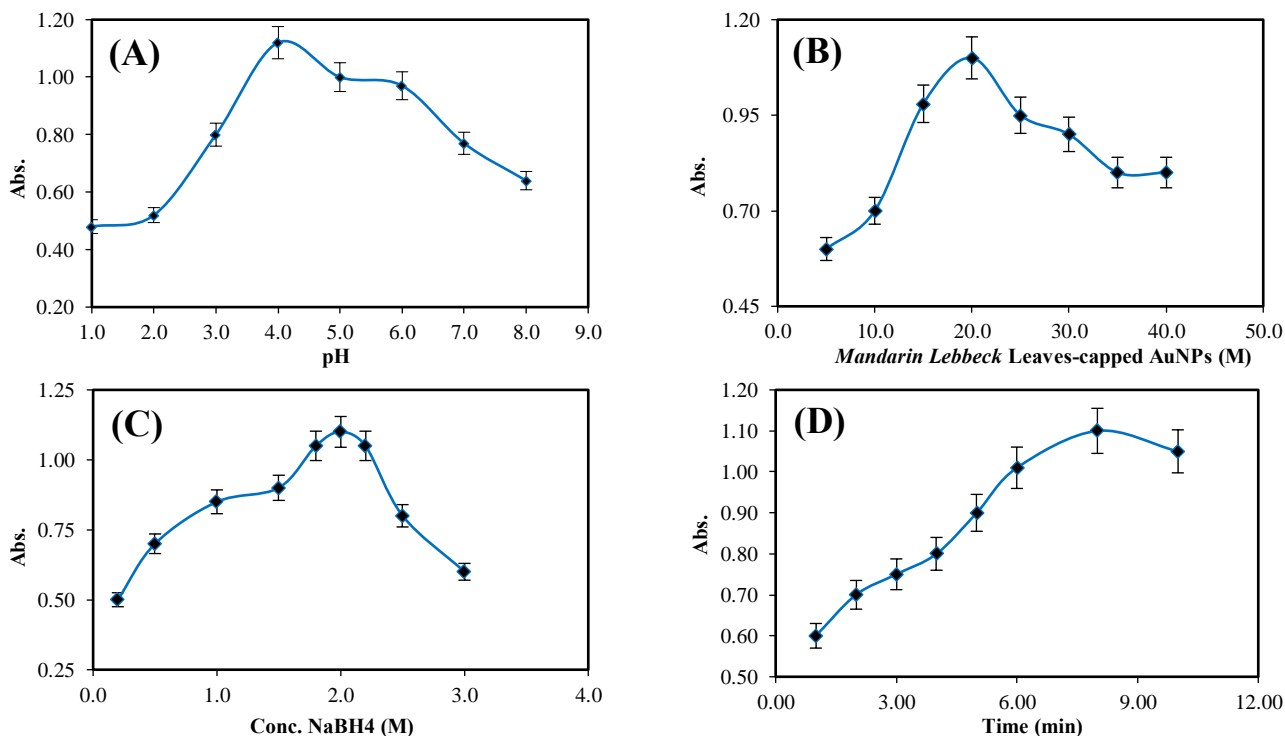 (A)
1.20
1.00
0.80
0.60
0.40
0.20
Abs.
1.0 2.0 3.0 4.0 5.0 6.0 7.0 8.0 9.0
pH
(B)
1.20
0.95
0.70
0.45
Abs.
0.0 10.0 20.0 30.0 40.0 50.0
Mandarin Lebbeck Leaves-capped AuNPs (M)
(C)
1.25
1.00
0.75
0.50
0.25
Abs.
0.0 1.0 2.0 3.0 4.0
Conc. NaBH4 (M)
(D)
1.20
1.10
1.00
0.90
0.80
0.70
0.60
0.50
Abs.
0.00 3.00 6.00 9.00 12.00
Time (min)